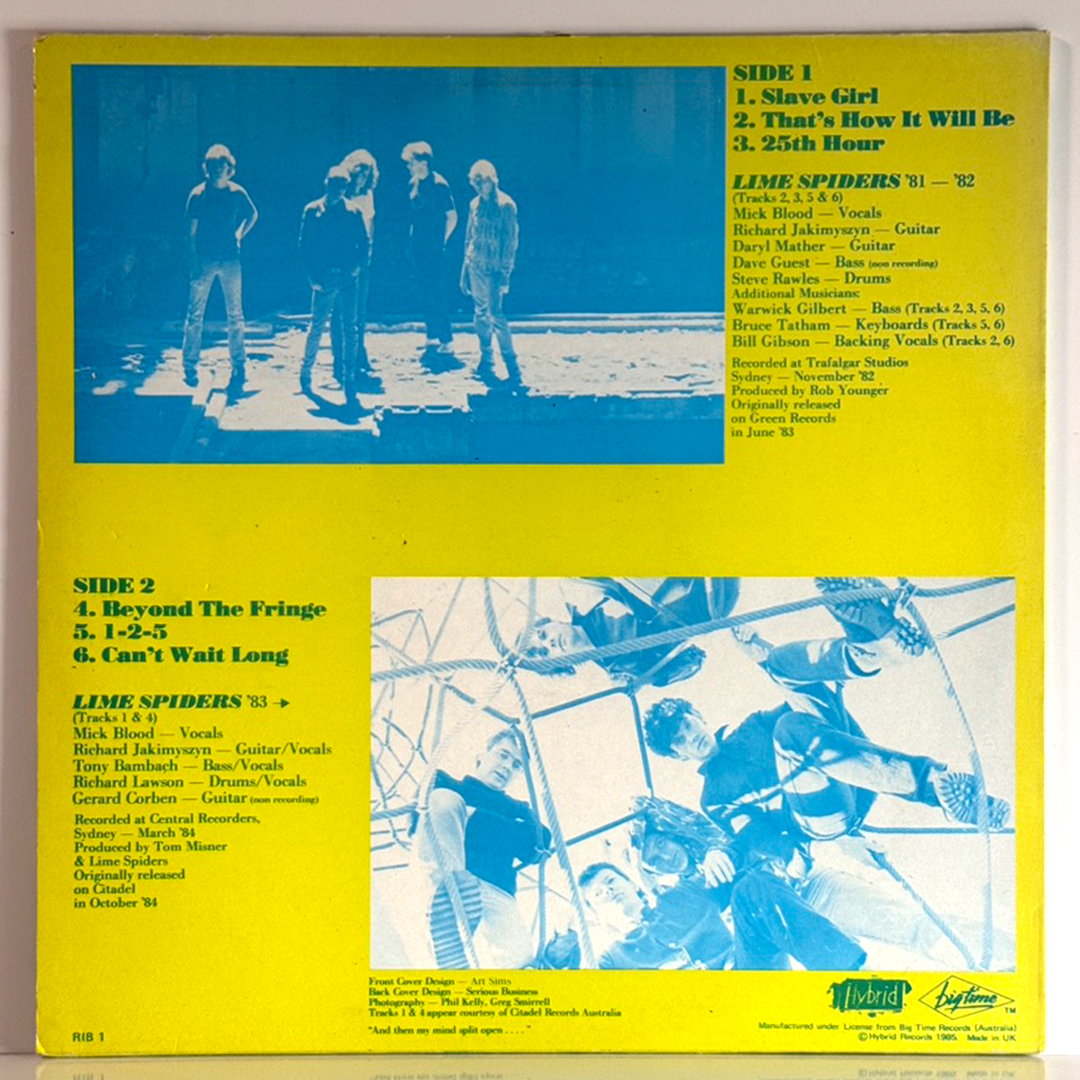 SIDE 1
1. Slave Girl
2. That's How It Will Be
3. 25th Hour
LIME SPIDERS '81 — '82
(Tracks 2, 3, 5 & 6)
Mick Blood — Vocals
Richard Jakimyszyn — Guitar
Daryl Mather — Guitar
Dave Guest — Bass (non recording)
Steve Rawles — Drums
Additional Musicians:
Warwick Gilbert — Bass (Tracks 2, 3, 5, 6)
Bruce Tatham — Keyboards (Tracks 5, 6)
Bill Gibson — Backing Vocals (Tracks 2, 6)
Recorded at Trafalgar Studios
Sydney — November '82
Produced by Rob Younger
Originally released
on Green Records
in June '83
SIDE 2
4. Beyond The Fringe
5. 1-2-5
6. Can't Wait Long
LIME SPIDERS '83 →
(Tracks 1 & 4)
Mick Blood — Vocals
Richard Jakimyszyn — Guitar/Vocals
Tony Bambach — Bass/Vocals
Richard Lawson — Drums/Vocals
Gerard Corben — Guitar (non recording)
Recorded at Central Recorders,
Sydney — March '84
Produced by Tom Misner
& Lime Spiders
Originally released
on Citadel
in October '84
Front Cover Design — Art Sims
Back Cover Design — Serious Business
Photography — Phil Kelly, Greg Smirrell
Tracks 1 & 4 appear courtesy of Citadel Records Australia
"And then my mind split open . . . ."
Hybrid
big time TM
Manufactured under License from Big Time Records (Australia)
© Hybrid Records 1985. Made in UK
RIB 1